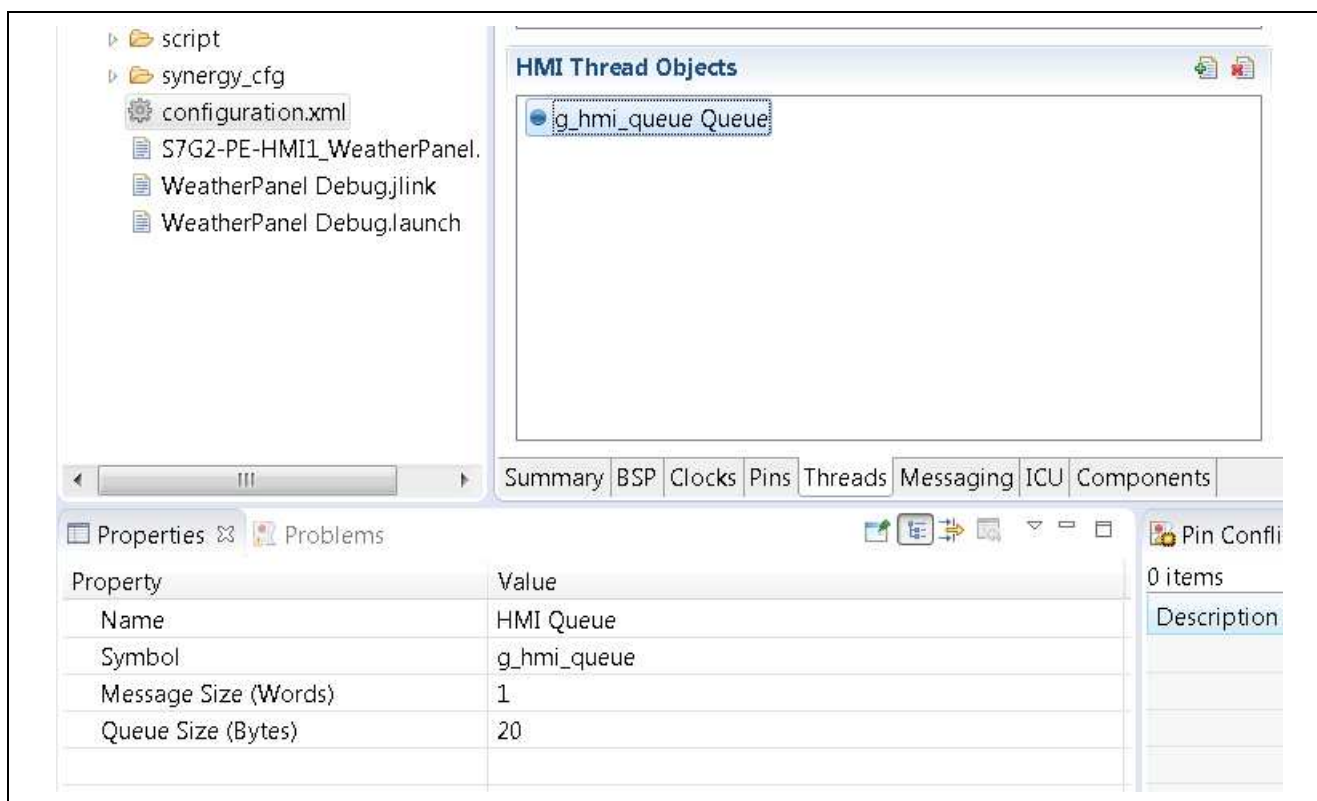 script
synergy_cfg
configuration.xml
S7G2-PE-HMI1_WeatherPanel.
WeatherPanel Debug.jlink
WeatherPanel Debug.launch
HMI Thread Objects
g_hmi_queue Queue
Summary BSP Clocks Pins Threads Messaging ICU Components
Properties Problems
Property Value
Name HMI Queue
Symbol g_hmi_queue
Message Size (Words) 1
Queue Size (Bytes) 20
Pin Confli
0 items
Description